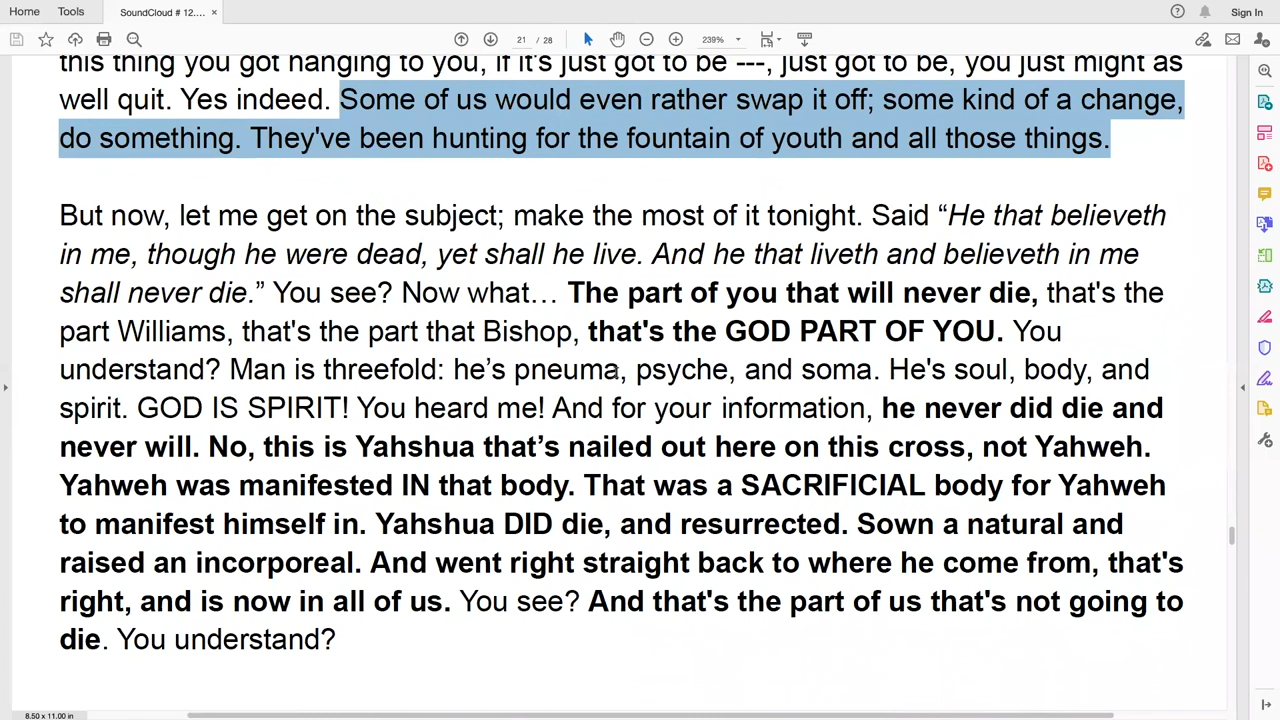 Home Tools SoundCloud # 12.... ×
Sign In
21 / 28 239%
this thing you got hanging to you, if it's just got to be ---, just got to be, you just might as
well quit. Yes indeed. Some of us would even rather swap it off; some kind of a change,
do something. They've been hunting for the fountain of youth and all those things.
But now, let me get on the subject; make the most of it tonight. Said “He that believeth
in me, though he were dead, yet shall he live. And he that liveth and believeth in me
shall never die.” You see? Now what… The part of you that will never die, that's the
part Williams, that's the part that Bishop, that's the GOD PART OF YOU. You
understand? Man is threefold: he’s pneuma, psyche, and soma. He's soul, body, and
spirit. GOD IS SPIRIT! You heard me! And for your information, he never did die and
never will. No, this is Yahshua that’s nailed out here on this cross, not Yahweh.
Yahweh was manifested IN that body. That was a SACRIFICIAL body for Yahweh
to manifest himself in. Yahshua DID die, and resurrected. Sown a natural and
raised an incorporeal. And went right straight back to where he come from, that's
right, and is now in all of us. You see? And that's the part of us that's not going to
die. You understand?
8.50 x 11.00 in